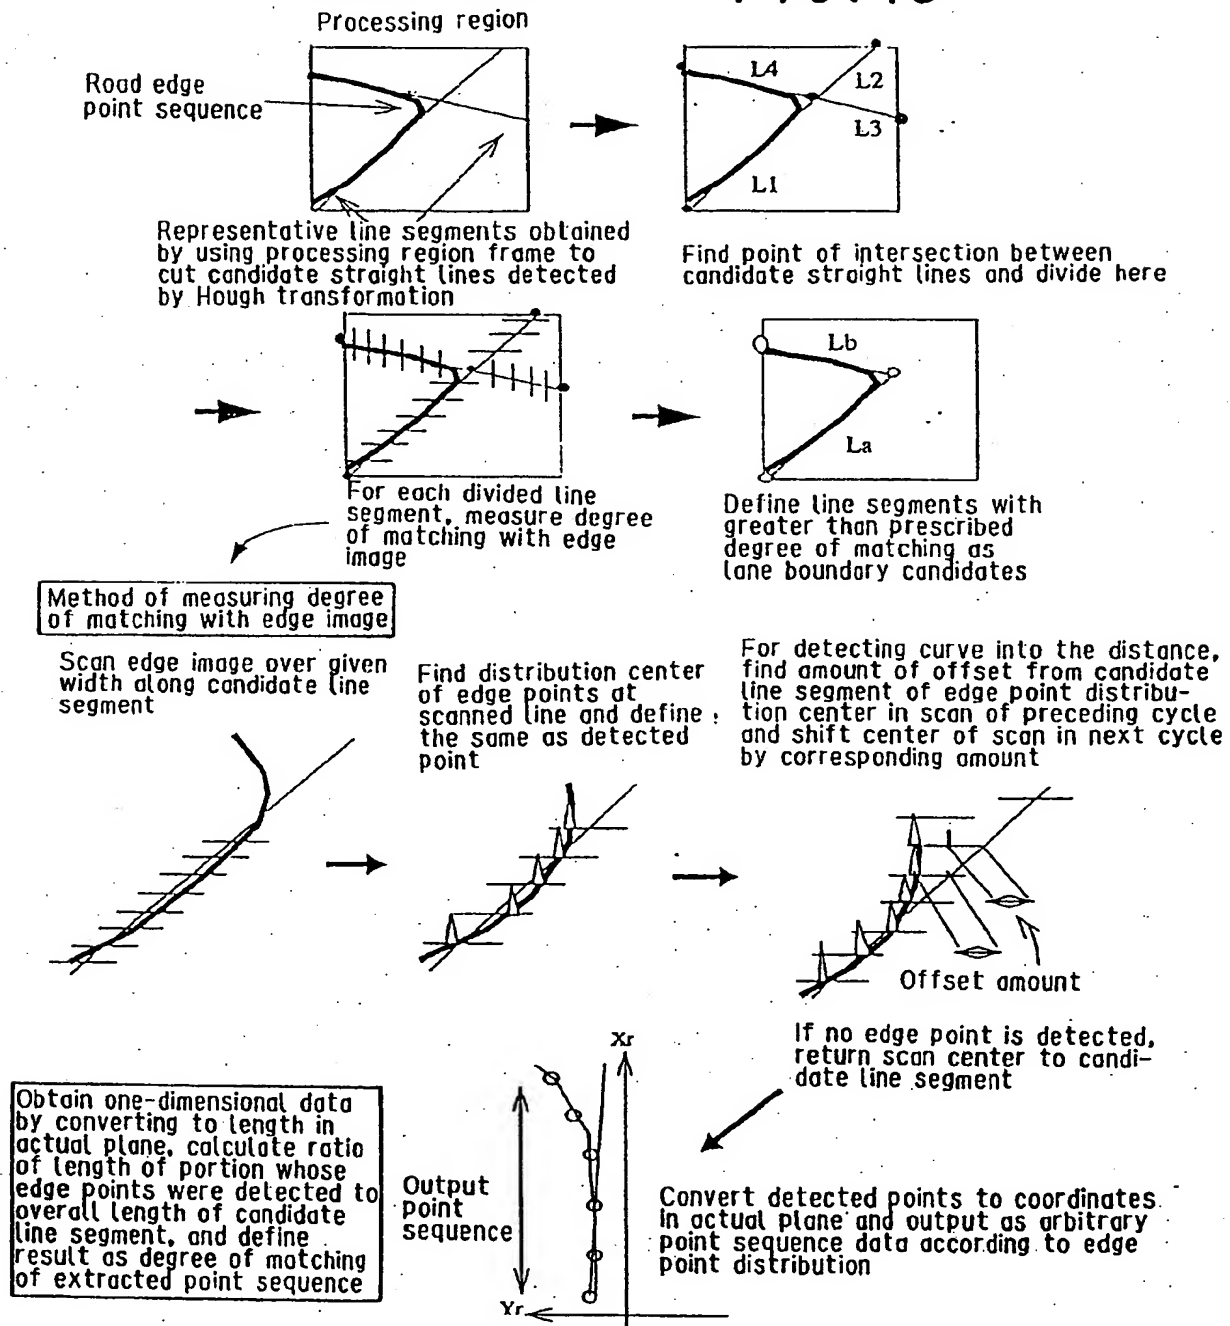 Processing region
Road edge
point sequence
L4
L2
L3
L1
Representative line segments obtained
by using processing region frame to
cut candidate straight lines detected
by Hough transformation
Find point of intersection between
candidate straight lines and divide here
Lb
La
For each divided line
segment, measure degree
of matching with edge
image
Define line segments with
greater than prescribed
degree of matching as
lane boundary candidates
Method of measuring degree
of matching with edge image
Scan edge image over given
width along candidate line
segment
Find distribution center
of edge points at
scanned line and define
the same as detected
point
For detecting curve into the distance,
find amount of offset from candidate
line segment of edge point distribu-
tion center in scan of preceding cycle
and shift center of scan in next cycle
by corresponding amount
Offset amount
If no edge point is detected,
return scan center to candi-
date line segment
Obtain one-dimensional data
by converting to length in
actual plane, calculate ratio
of length of portion whose
edge points were detected to
overall length of candidate
line segment, and define
result as degree of matching
of extracted point sequence
Output
point
sequence
Xr
Yr
Convert detected points to coordinates
in actual plane and output as arbitrary
point sequence data according to edge
point distribution